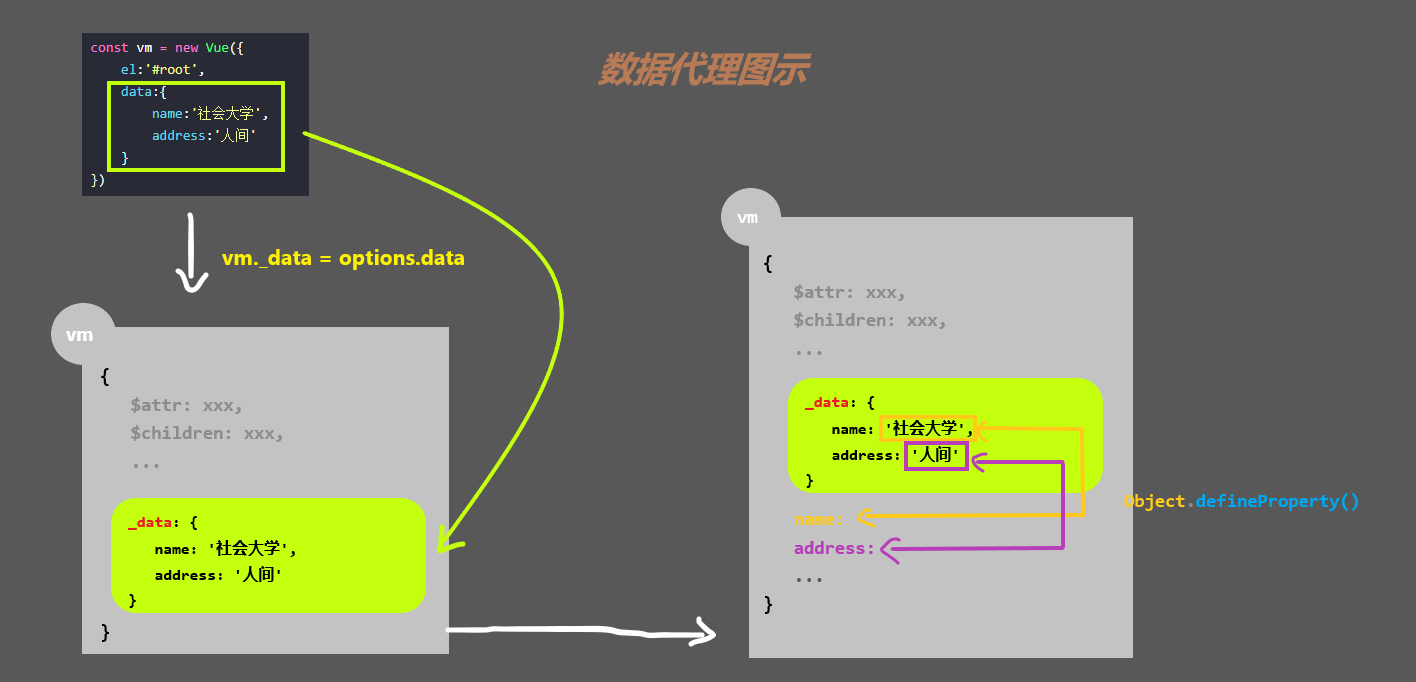 const vm = new Vue({
el:'#root',
data:{
name:'社会大学',
address:'人间'
}
})
数据代理图示
vm._data = options.data
vm
{
$attr: xxx,
$children: xxx,
...
_data: {
name: '社会大学',
address: '人间'
}
}
vm
{
$attr: xxx,
$children: xxx,
...
_data: {
name: '社会大学',
address: '人间'
}
name:
address:
...
}
Object.defineProperty()